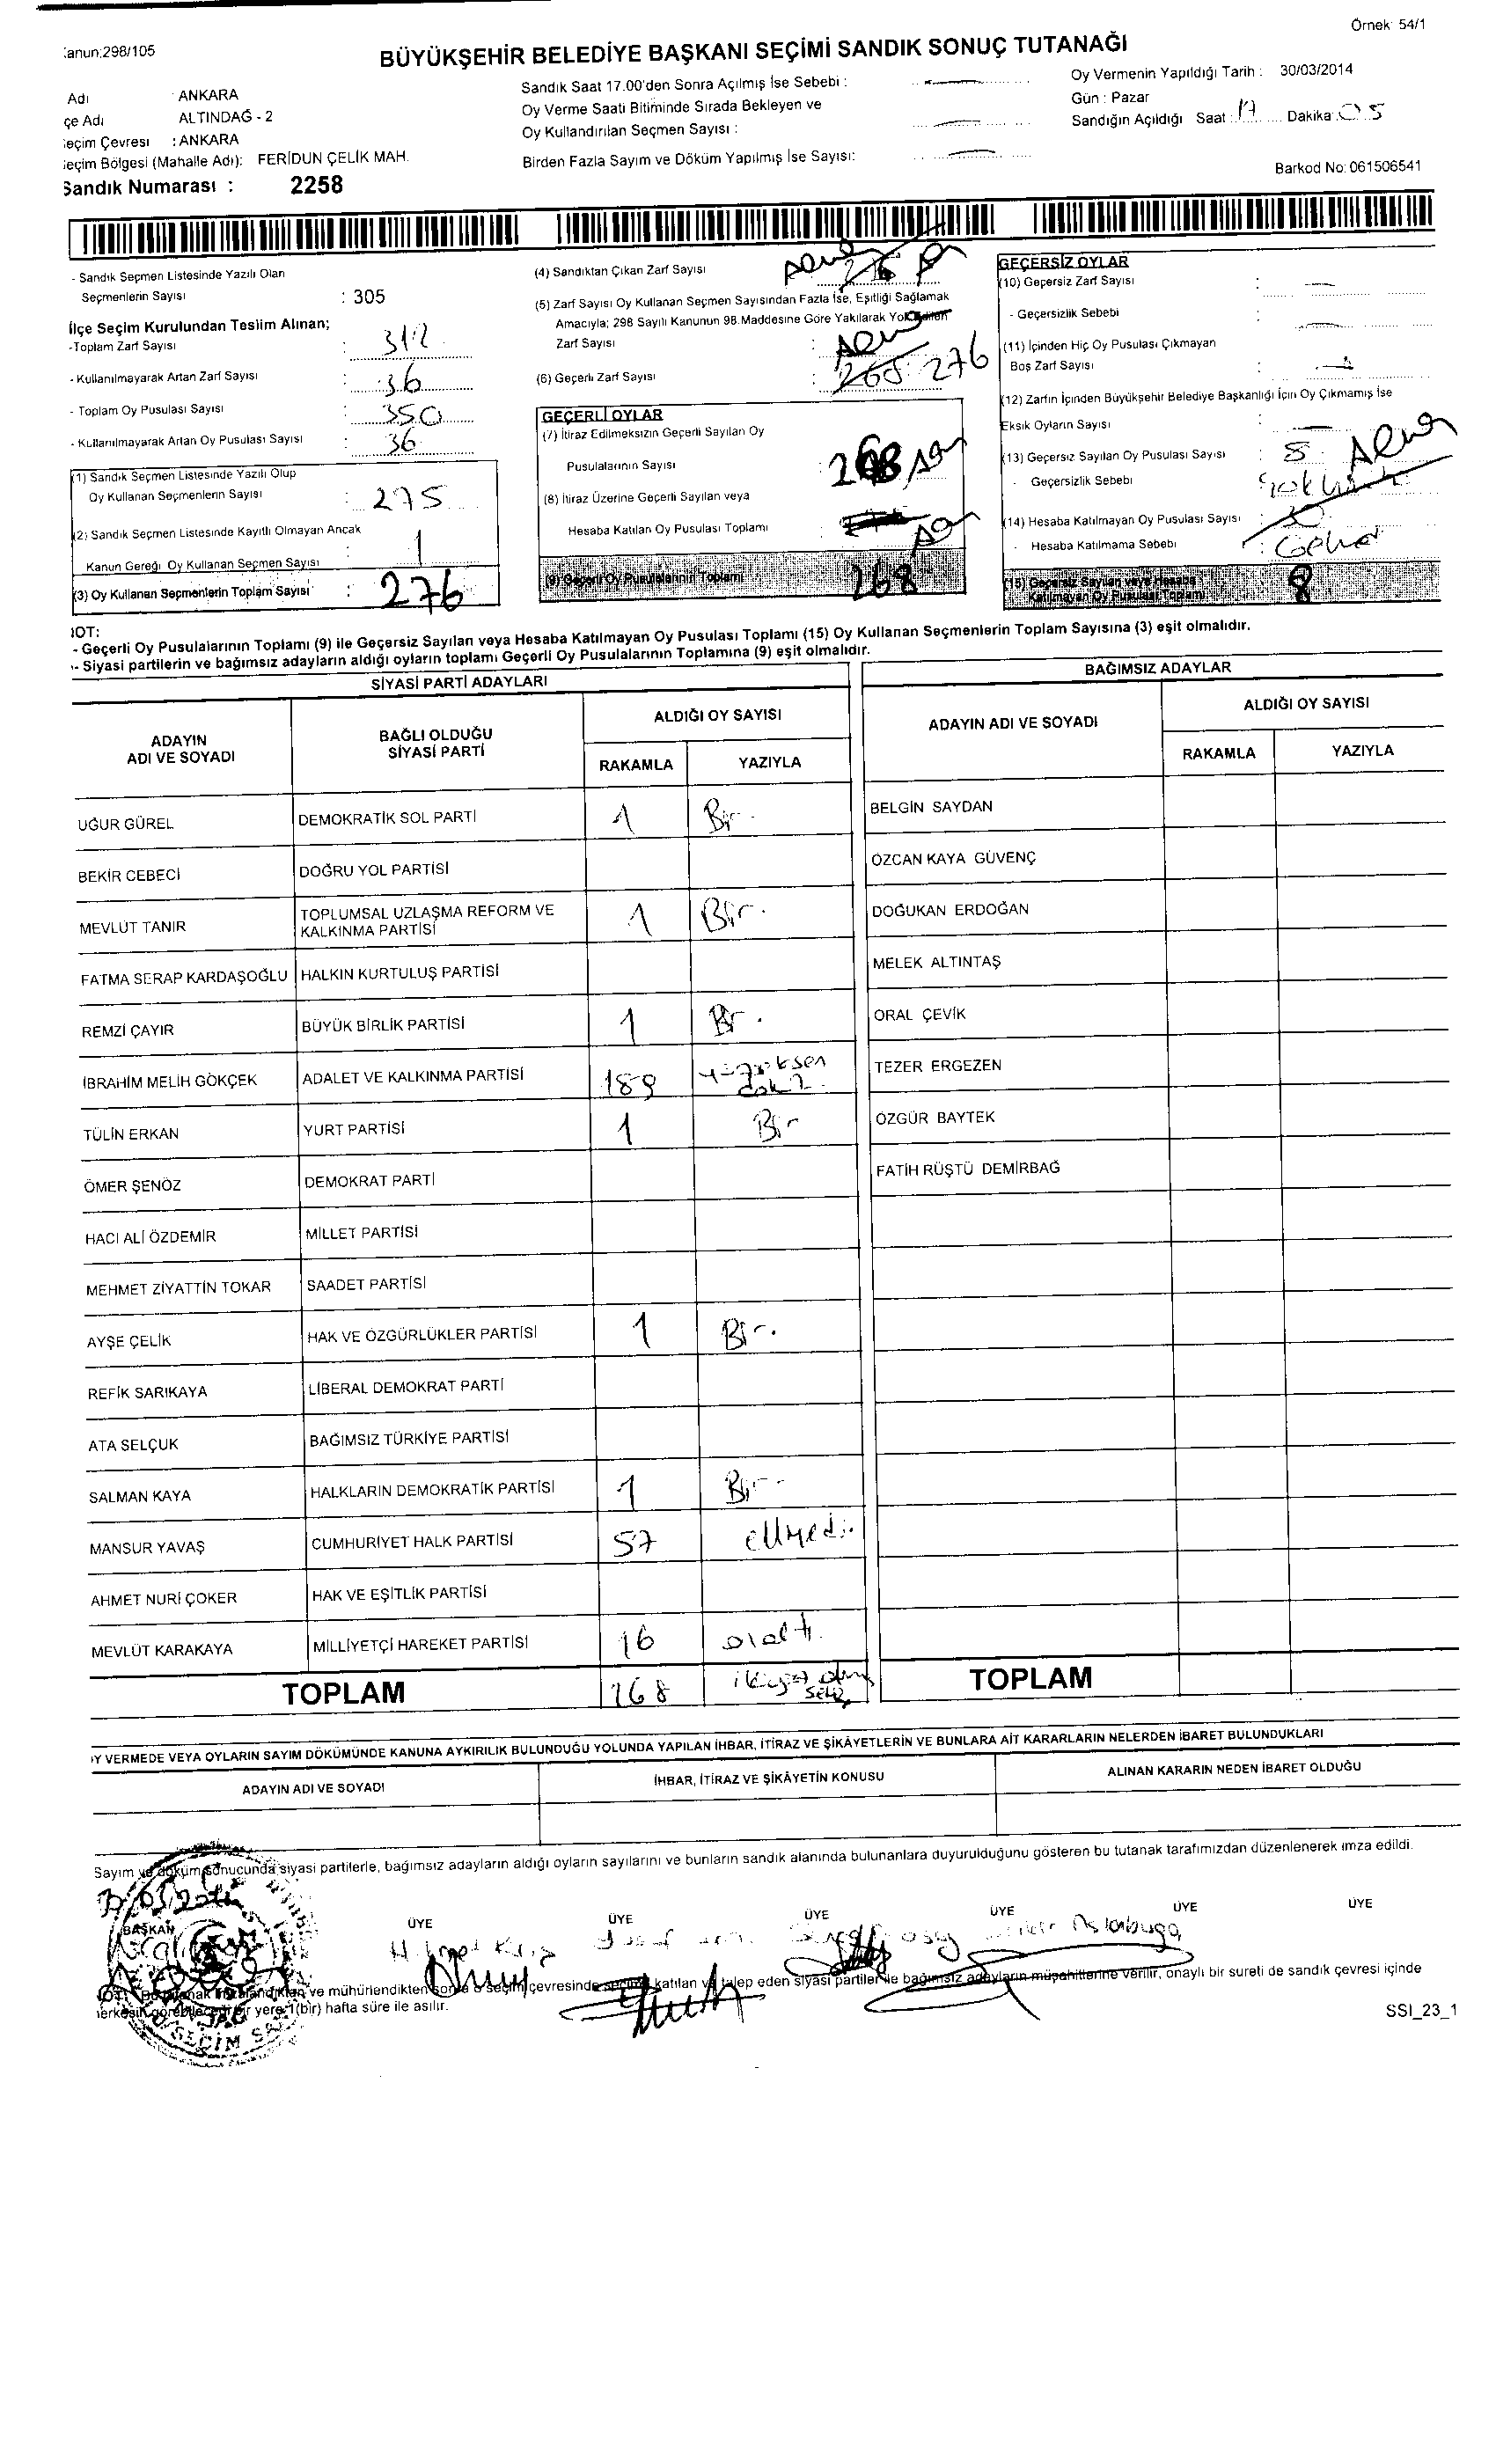 Örnek: 54/1
Kanun:298/105
BÜYÜKŞEHİR BELEDİYE BAŞKANI SEÇİMİ SANDIK SONUÇ TUTANAĞI
Adı ANKARA
çe Adı ALTINDAĞ - 2
eçim Çevresi : ANKARA
eçim Bölgesi (Mahalle Adı): FERİDUN ÇELİK MAH.
Sandık Numarası : 2258
Sandık Saat 17.00'den Sonra Açılmış İse Sebebi :
Oy Verme Saati Bitiminde Sırada Bekleyen ve
Oy Kullandırılan Seçmen Sayısı :
Birden Fazla Sayım ve Döküm Yapılmış İse Sayısı:
Oy Vermenin Yapıldığı Tarih : 30/03/2014
Gün : Pazar
Sandığın Açıldığı Saat : 17 Dakika: 05
Barkod No: 061506541
- Sandık Seçmen Listesinde Yazılı Olan
Seçmenlerin Sayısı : 305
İlçe Seçim Kurulundan Teslim Alınan;
-Toplam Zarf Sayısı : 312
- Kullanılmayarak Artan Zarf Sayısı : 36
- Toplam Oy Pusulası Sayısı : 350
- Kullanılmayarak Artan Oy Pusulası Sayısı : 36
(1) Sandık Seçmen Listesinde Yazılı Olup
Oy Kullanan Seçmenlerin Sayısı : 275
(2) Sandık Seçmen Listesinde Kayıtlı Olmayan Ancak
Kanun Gereği Oy Kullanan Seçmen Sayısı : 1
(3) Oy Kullanan Seçmenlerin Toplam Sayısı : 276
(4) Sandıktan Çıkan Zarf Sayısı 276
(5) Zarf Sayısı Oy Kullanan Seçmen Sayısından Fazla İse, Eşitliği Sağlamak
Amacıyla; 298 Sayılı Kanunun 98.Maddesine Göre Yakılarak Yok Edilen
Zarf Sayısı :
(6) Geçerli Zarf Sayısı : 268 276
GEÇERLİ OYLAR
(7) İtiraz Edilmeksizin Geçerli Sayılan Oy
Pusulalarının Sayısı : 268
(8) İtiraz Üzerine Geçerli Sayılan veya
Hesaba Katılan Oy Pusulası Toplamı :
(9) Geçerli Oy Pusulalarının Toplamı 268
GEÇERSİZ OYLAR
(10) Geçersiz Zarf Sayısı :
- Geçersizlik Sebebi :
(11) İçinden Hiç Oy Pusulası Çıkmayan
Boş Zarf Sayısı :
(12) Zarfın İçinden Büyükşehir Belediye Başkanlığı İçin Oy Çıkmamış İse
Eksik Oyların Sayısı :
(13) Geçersiz Sayılan Oy Pusulası Sayısı : 8
- Geçersizlik Sebebi :
(14) Hesaba Katılmayan Oy Pusulası Sayısı :
- Hesaba Katılmama Sebebi :
(15) Geçersiz Sayılan veya Hesaba
Katılmayan Oy Pusulası Toplamı : 8
NOT:
- Geçerli Oy Pusulalarının Toplamı (9) ile Geçersiz Sayılan veya Hesaba Katılmayan Oy Pusulası Toplamı (15) Oy Kullanan Seçmenlerin Toplam Sayısına (3) eşit olmalıdır.
- Siyasi partilerin ve bağımsız adayların aldığı oyların toplamı Geçerli Oy Pusulalarının Toplamına (9) eşit olmalıdır.
SİYASİ PARTİ ADAYLARI
ADAYIN ADI VE SOYADI BAĞLI OLDUĞU SİYASİ PARTİ ALDIĞI OY SAYISI
RAKAMLA YAZIYLA
UĞUR GÜREL DEMOKRATİK SOL PARTİ 1 Bir.
BEKİR CEBECİ DOĞRU YOL PARTİSİ
MEVLÜT TANIR TOPLUMSAL UZLAŞMA REFORM VE KALKINMA PARTİSİ 1 Bir.
FATMA SERAP KARDAŞOĞLU HALKIN KURTULUŞ PARTİSİ
REMZİ ÇAYIR BÜYÜK BİRLİK PARTİSİ 1 Bir.
İBRAHİM MELİH GÖKÇEK ADALET VE KALKINMA PARTİSİ 189
TÜLİN ERKAN YURT PARTİSİ 1 Bir
ÖMER ŞENÖZ DEMOKRAT PARTİ
HACI ALİ ÖZDEMİR MİLLET PARTİSİ
MEHMET ZİYATTİN TOKAR SAADET PARTİSİ
AYŞE ÇELİK HAK VE ÖZGÜRLÜKLER PARTİSİ 1 Bir.
REFİK SARIKAYA LİBERAL DEMOKRAT PARTİ
ATA SELÇUK BAĞIMSIZ TÜRKİYE PARTİSİ
SALMAN KAYA HALKLARIN DEMOKRATİK PARTİSİ 1 Bir
MANSUR YAVAŞ CUMHURİYET HALK PARTİSİ 57 elliyedi.
AHMET NURİ ÇOKER HAK VE EŞİTLİK PARTİSİ
MEVLÜT KARAKAYA MİLLİYETÇİ HAREKET PARTİSİ 16 onaltı.
TOPLAM 268
BAĞIMSIZ ADAYLAR
ADAYIN ADI VE SOYADI ALDIĞI OY SAYISI
RAKAMLA YAZIYLA
BELGİN SAYDAN
ÖZCAN KAYA GÜVENÇ
DOĞUKAN ERDOĞAN
MELEK ALTINTAŞ
ORAL ÇEVİK
TEZER ERGEZEN
ÖZGÜR BAYTEK
FATİH RÜŞTÜ DEMİRBAĞ
TOPLAM
OY VERMEDE VEYA OYLARIN SAYIM DÖKÜMÜNDE KANUNA AYKIRILIK BULUNDUĞU YOLUNDA YAPILAN İHBAR, İTİRAZ VE ŞİKÂYETLERİN VE BUNLARA AİT KARARLARIN NELERDEN İBARET BULUNDUKLARI
ADAYIN ADI VE SOYADI İHBAR, İTİRAZ VE ŞİKÂYETİN KONUSU ALINAN KARARIN NEDEN İBARET OLDUĞU
Sayım ve döküm sonucunda siyasi partilerle, bağımsız adayların aldığı oyların sayılarını ve bunların sandık alanında bulunanlara duyurulduğunu gösteren bu tutanak tarafımızdan düzenlenerek imza edildi.
BAŞKAN ÜYE ÜYE ÜYE ÜYE ÜYE ÜYE
ve mühürlendikten sonra o seçim çevresinde seçime katılan ve talep eden siyasi partiler ile bağımsız adayların müşahitlerine verilir, onaylı bir sureti de sandık çevresi içinde
herkesin görebileceği bir yere 1(bir) hafta süre ile asılır.
SSI_23_1